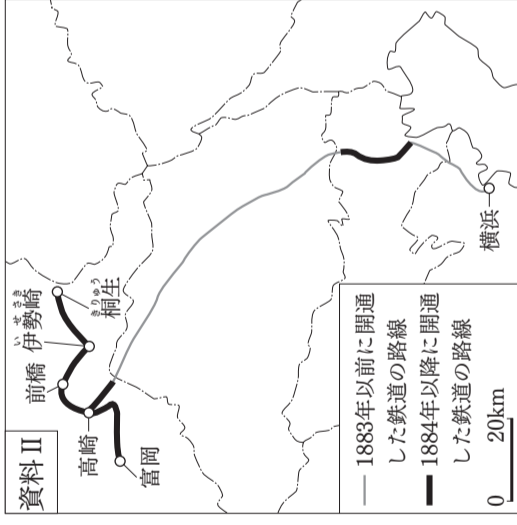 資料Ⅱ
前橋
いせさき
伊勢崎
きりゅう
桐生
高崎
富岡
横浜
1883年以前に開通
した鉄道の路線
1884年以降に開通
した鉄道の路線
0 20km